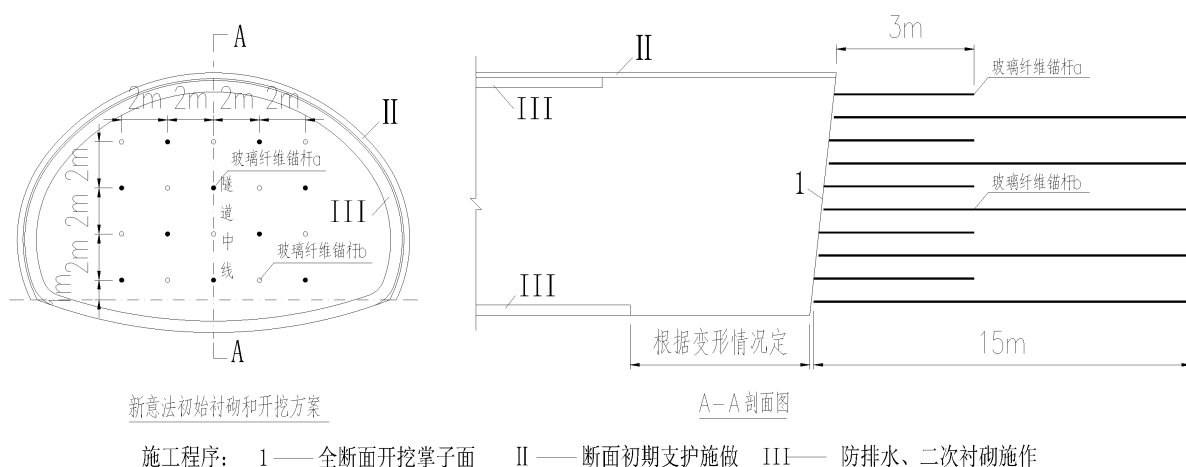 A
2m 2m 2m 2m
II
玻璃纤维锚杆a
2m
2m
2m
m
隧道中线
III
玻璃纤维锚杆b
A
新意法初始衬砌和开挖方案
II
III
3m
玻璃纤维锚杆a
1
玻璃纤维锚杆b
III
根据变形情况定
15m
A-A剖面图
施工程序: 1 —— 全断面开挖掌子面 II —— 断面初期支护施做 III—— 防排水、二次衬砌施作